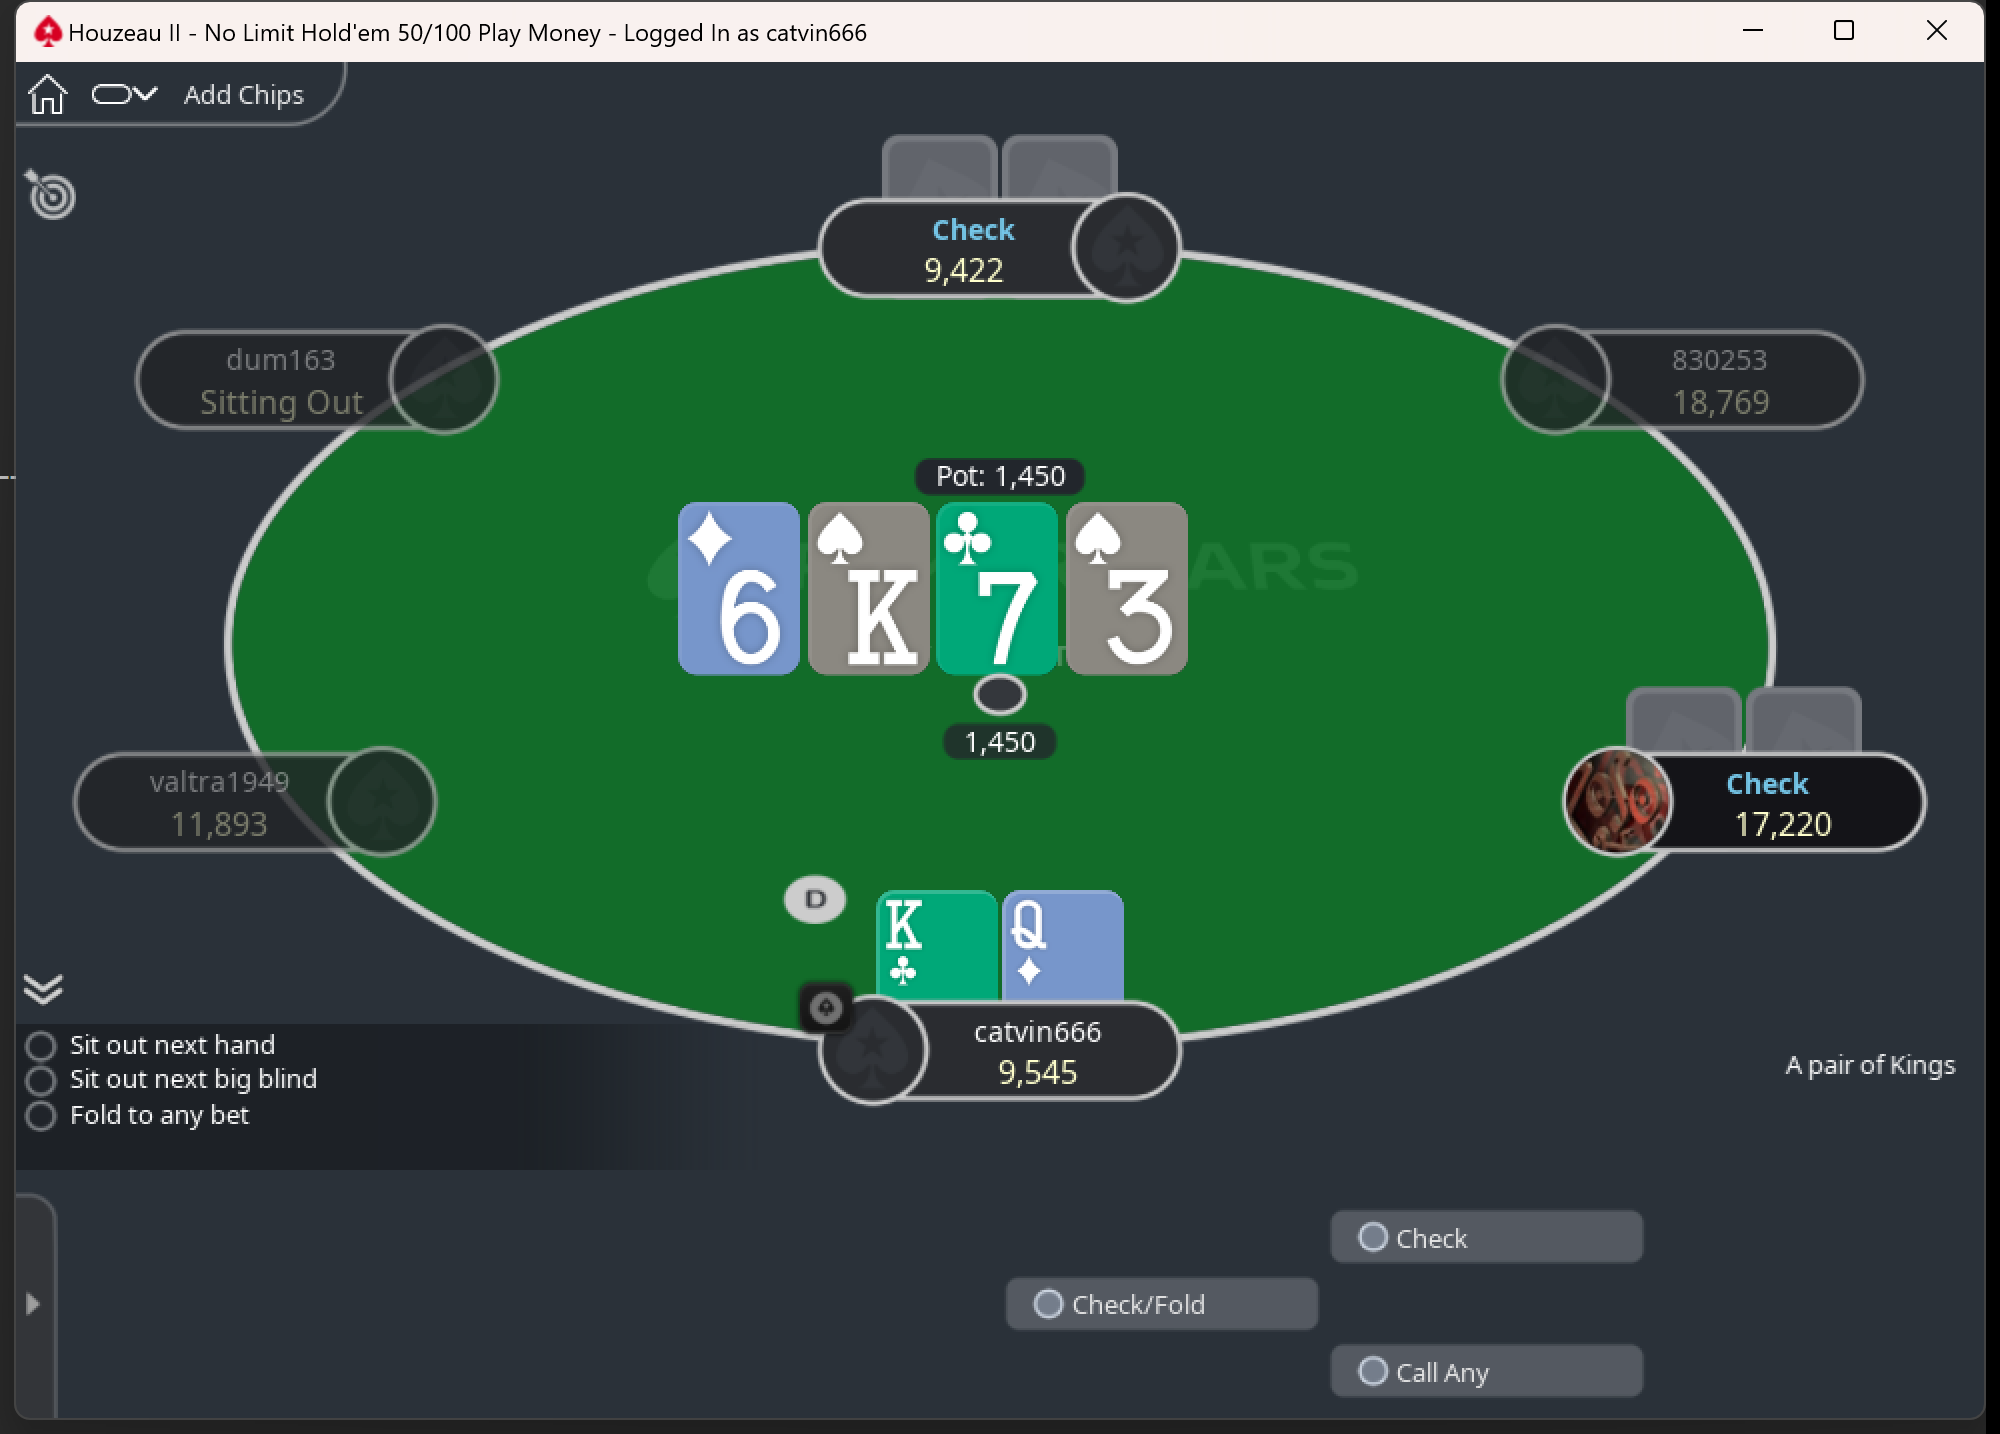 Houzeau II - No Limit Hold'em 50/100 Play Money - Logged In as catvin666
Add Chips
Check
9,422
dum163
Sitting Out
830253
18,769
Pot: 1,450
6
K
7
3
ARS
1,450
valtra1949
11,893
Check
17,220
D
K
Q
catvin666
9,545
Sit out next hand
Sit out next big blind
Fold to any bet
A pair of Kings
Check
Check/Fold
Call Any